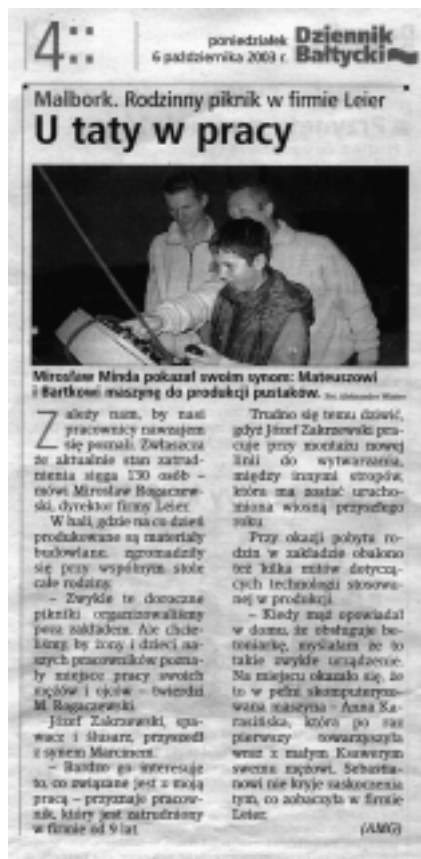 4::
poniedziałek
6 października 2003 r.
Dziennik
Bałtycki
Malbork. Rodzinny piknik w firmie Leier
U taty w pracy
Mirosław Minda pokazał swoim synom: Mateuszowi
i Bartkowi maszynę do produkcji pustaków.
Zależy nam, by nasi
pracownicy nawzajem
się poznali. Zwłaszcza
że aktualnie stan zatrud-
nienia sięga 130 osób –
mówi Mirosław Rogaczew-
ski, dyrektor firmy Leier.
W hali, gdzie na co dzień
produkowane są materiały
budowlane, zgromadziły
się przy wspólnym stole
całe rodziny.
– Zwykle te doroczne
pikniki organizowaliśmy
poza zakładem. Ale chcie-
liśmy, by żony i dzieci na-
szych pracowników pozna-
ły miejsce pracy swoich
mężów i ojców – twierdzi
M. Rogaczewski.
Józef Zakrzewski, spa-
wacz i ślusarz, przyszedł
z synem Marcinem.
– Bardzo go interesuje
to, co związane jest z moją
pracą – przyznaje pracow-
nik, który jest zatrudniony
w firmie od 9 lat.
Trudno się temu dziwić,
gdyż Józef Zakrzewski pra-
cuje przy montażu nowej
linii do wytwarzania,
między innymi stropów,
która ma zostać urucho-
miona wiosną przyszłego
roku.
Przy okazji pobytu ro-
dzin w zakładzie obalono
też kilka mitów dotyczą-
cych technologii stosowa-
nej w produkcji.
– Kiedy mąż opowiadał
w domu, że obsługuje be-
toniarkę, myślałam że to
takie zwykłe urządzenie.
Na miejscu okazało się, że
to w pełni skomputeryzo-
wana maszyna – Anna Ka-
rasińska, która po raz
pierwszy towarzyszyła
wraz z małym Ksawerym
swemu mężowi, Sebastia-
nowi nie kryje zaskoczenia
tym, co zobaczyła w firmie
Leier.
(AMG)